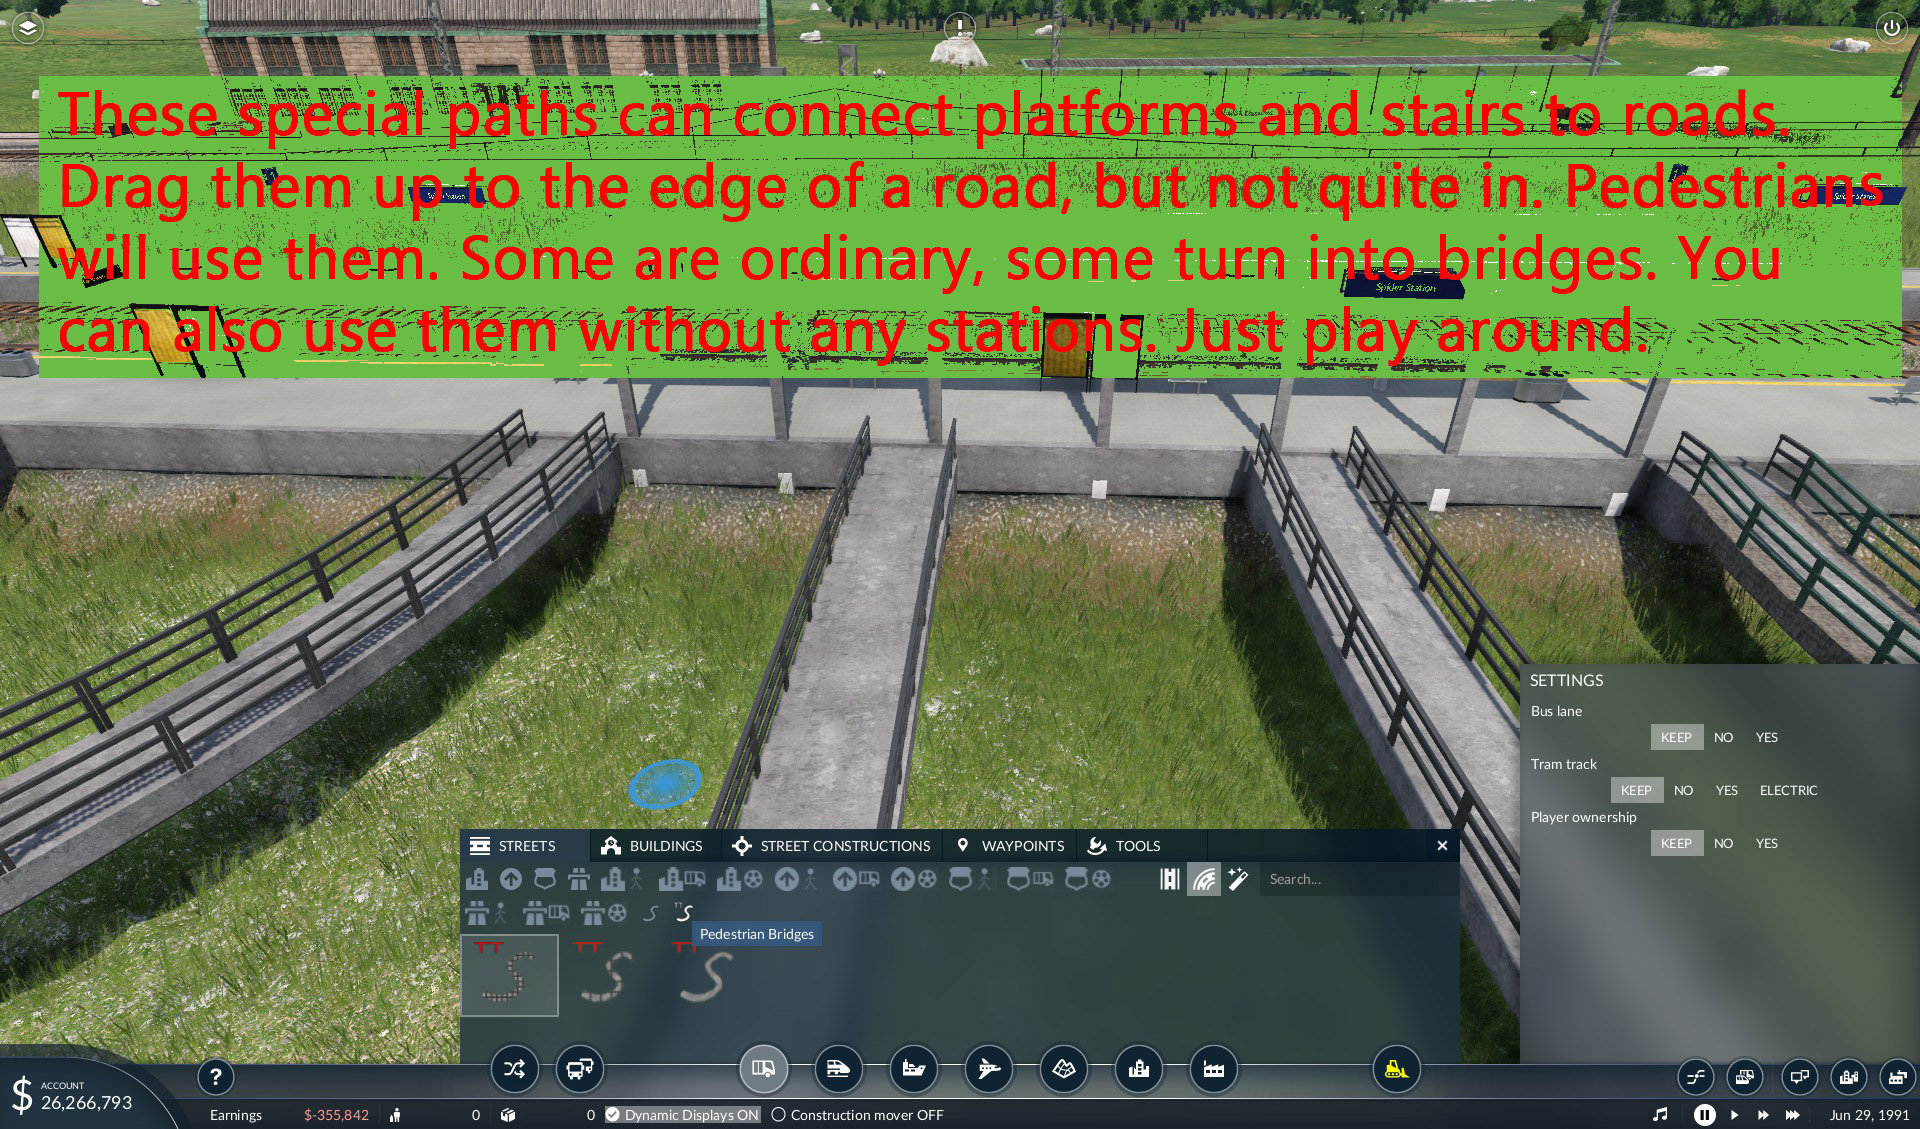 These special paths can connect platforms and stairs to roads.
Drag them up to the edge of a road, but not quite in. Pedestrians
will use them. Some are ordinary, some turn into bridges. You
can also use them without any stations. Just play around.
Spider Station
SETTINGS
Bus lane
KEEP NO YES
Tram track
KEEP NO YES ELECTRIC
Player ownership
KEEP NO YES
STREETS BUILDINGS STREET CONSTRUCTIONS WAYPOINTS TOOLS
Search...
Pedestrian Bridges
?
$ ACCOUNT
26,266,793
Earnings $-355,842 0 0 Dynamic Displays ON Construction mover OFF Jun 29, 1991